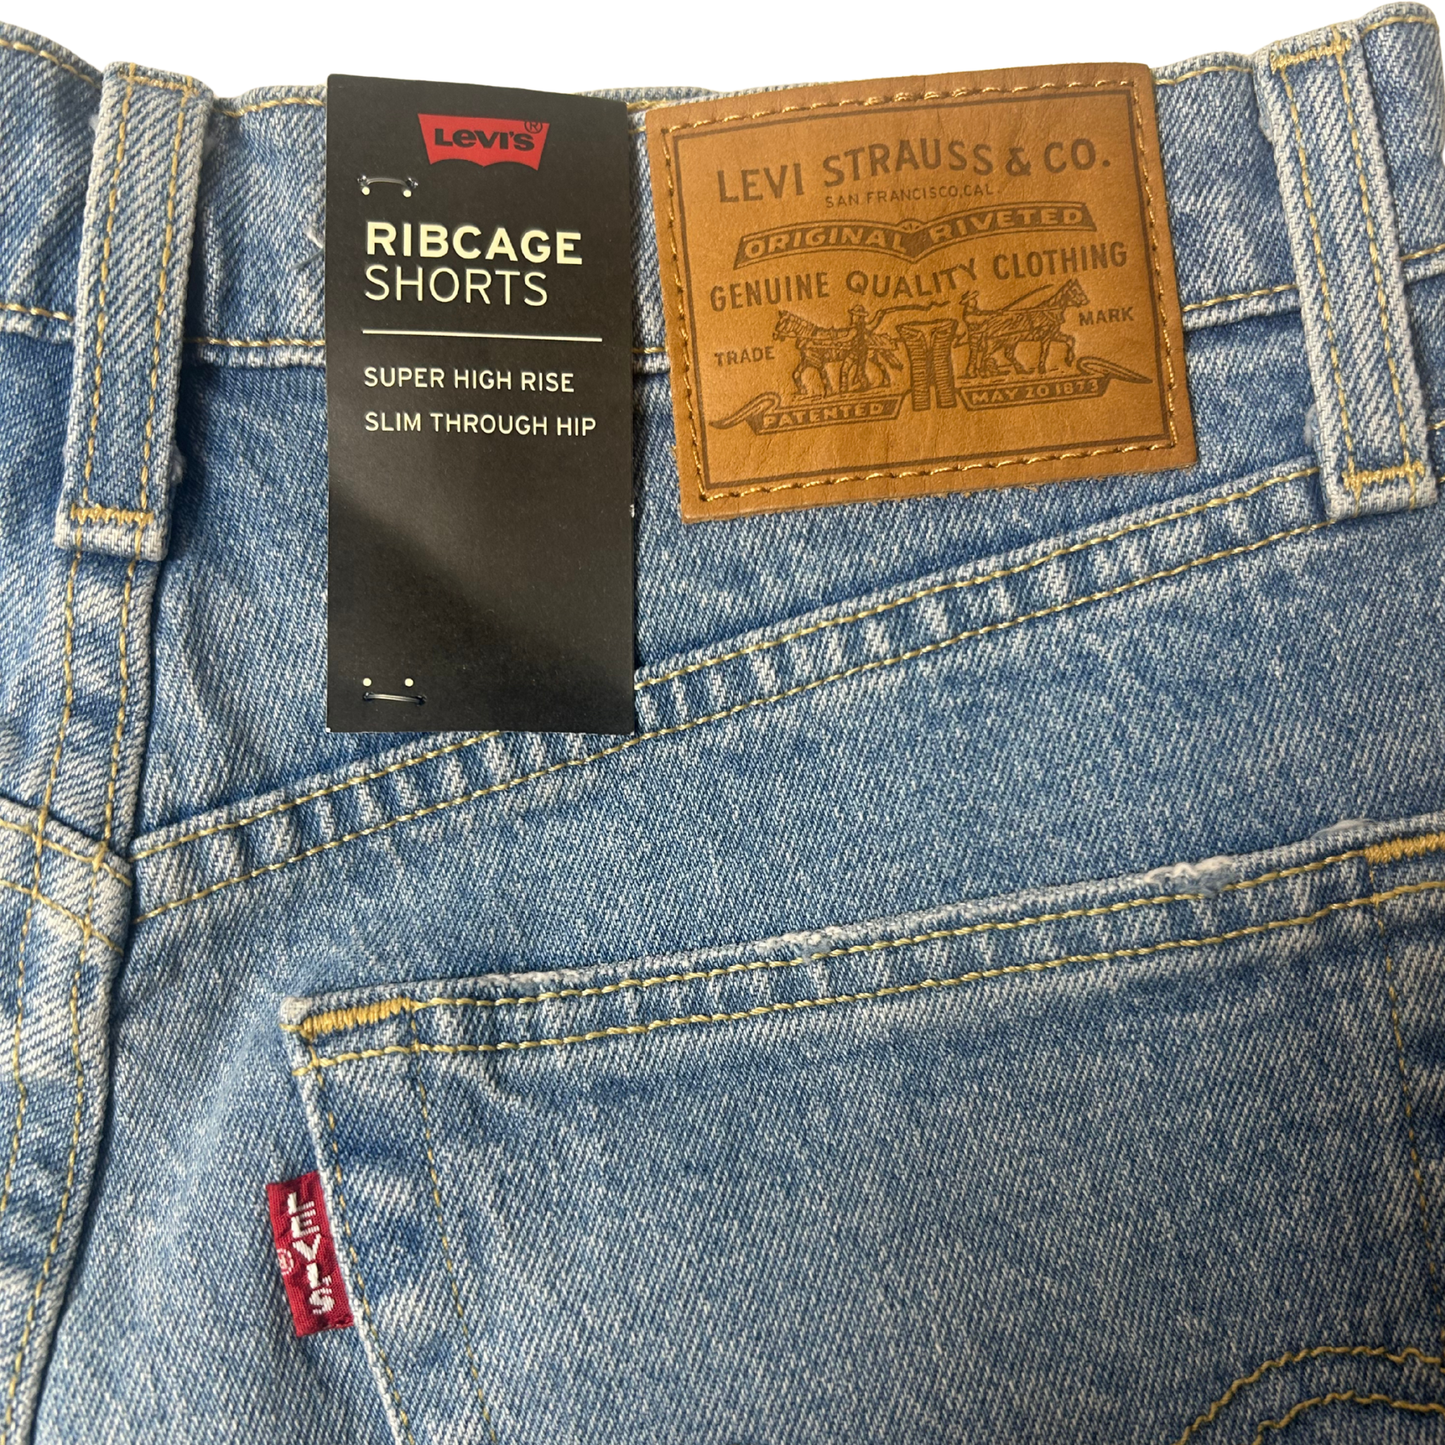 LEVI'S®
RIBCAGE
SHORTS
SUPER HIGH RISE
SLIM THROUGH HIP
LEVI STRAUSS & CO.
SAN FRANCISCO, CAL.
ORIGINAL RIVETED
GENUINE QUALITY CLOTHING
TRADE MARK
PATENTED MAY 20 1873
LEVI'S
®